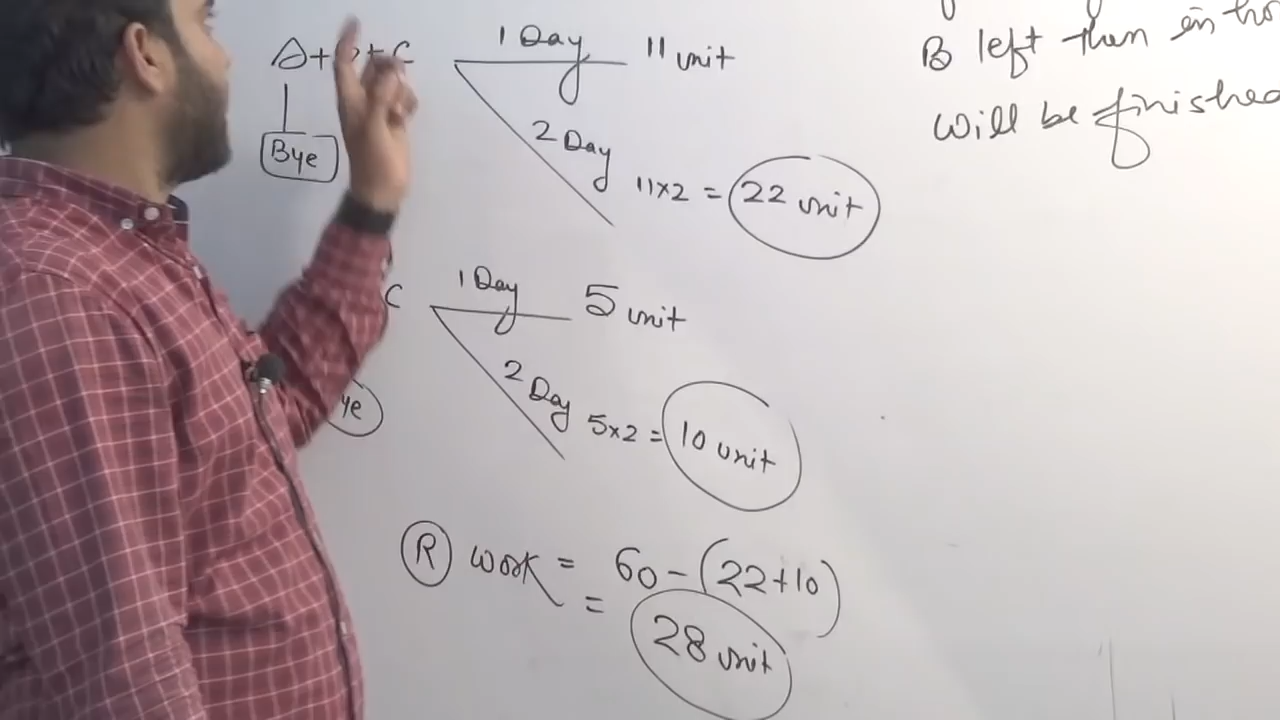 A + + C 1 Day 11 unit
Bye
2 Day 11×2 = 22 unit
C 1 Day 5 unit
2 Day 5×2 = 10 unit
ye
R work = 60 - (22+10)
= 28 unit
B left then in
will be finished